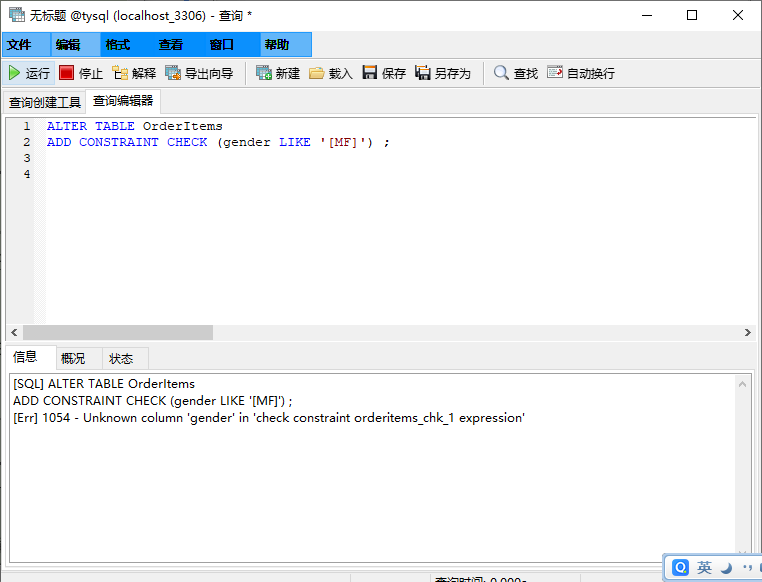 无标题 @tysql (localhost_3306) - 查询 *
文件 编辑 格式 查看 窗口 帮助
运行 停止 解释 导出向导 新建 载入 保存 另存为 查找 自动换行
查询创建工具 查询编辑器
1 ALTER TABLE OrderItems
2 ADD CONSTRAINT CHECK (gender LIKE '[MF]') ;
3
4
信息 概况 状态
[SQL] ALTER TABLE OrderItems
ADD CONSTRAINT CHECK (gender LIKE '[MF]') ;
[Err] 1054 - Unknown column 'gender' in 'check constraint orderitems_chk_1 expression'
查询时间: 0.000s
英